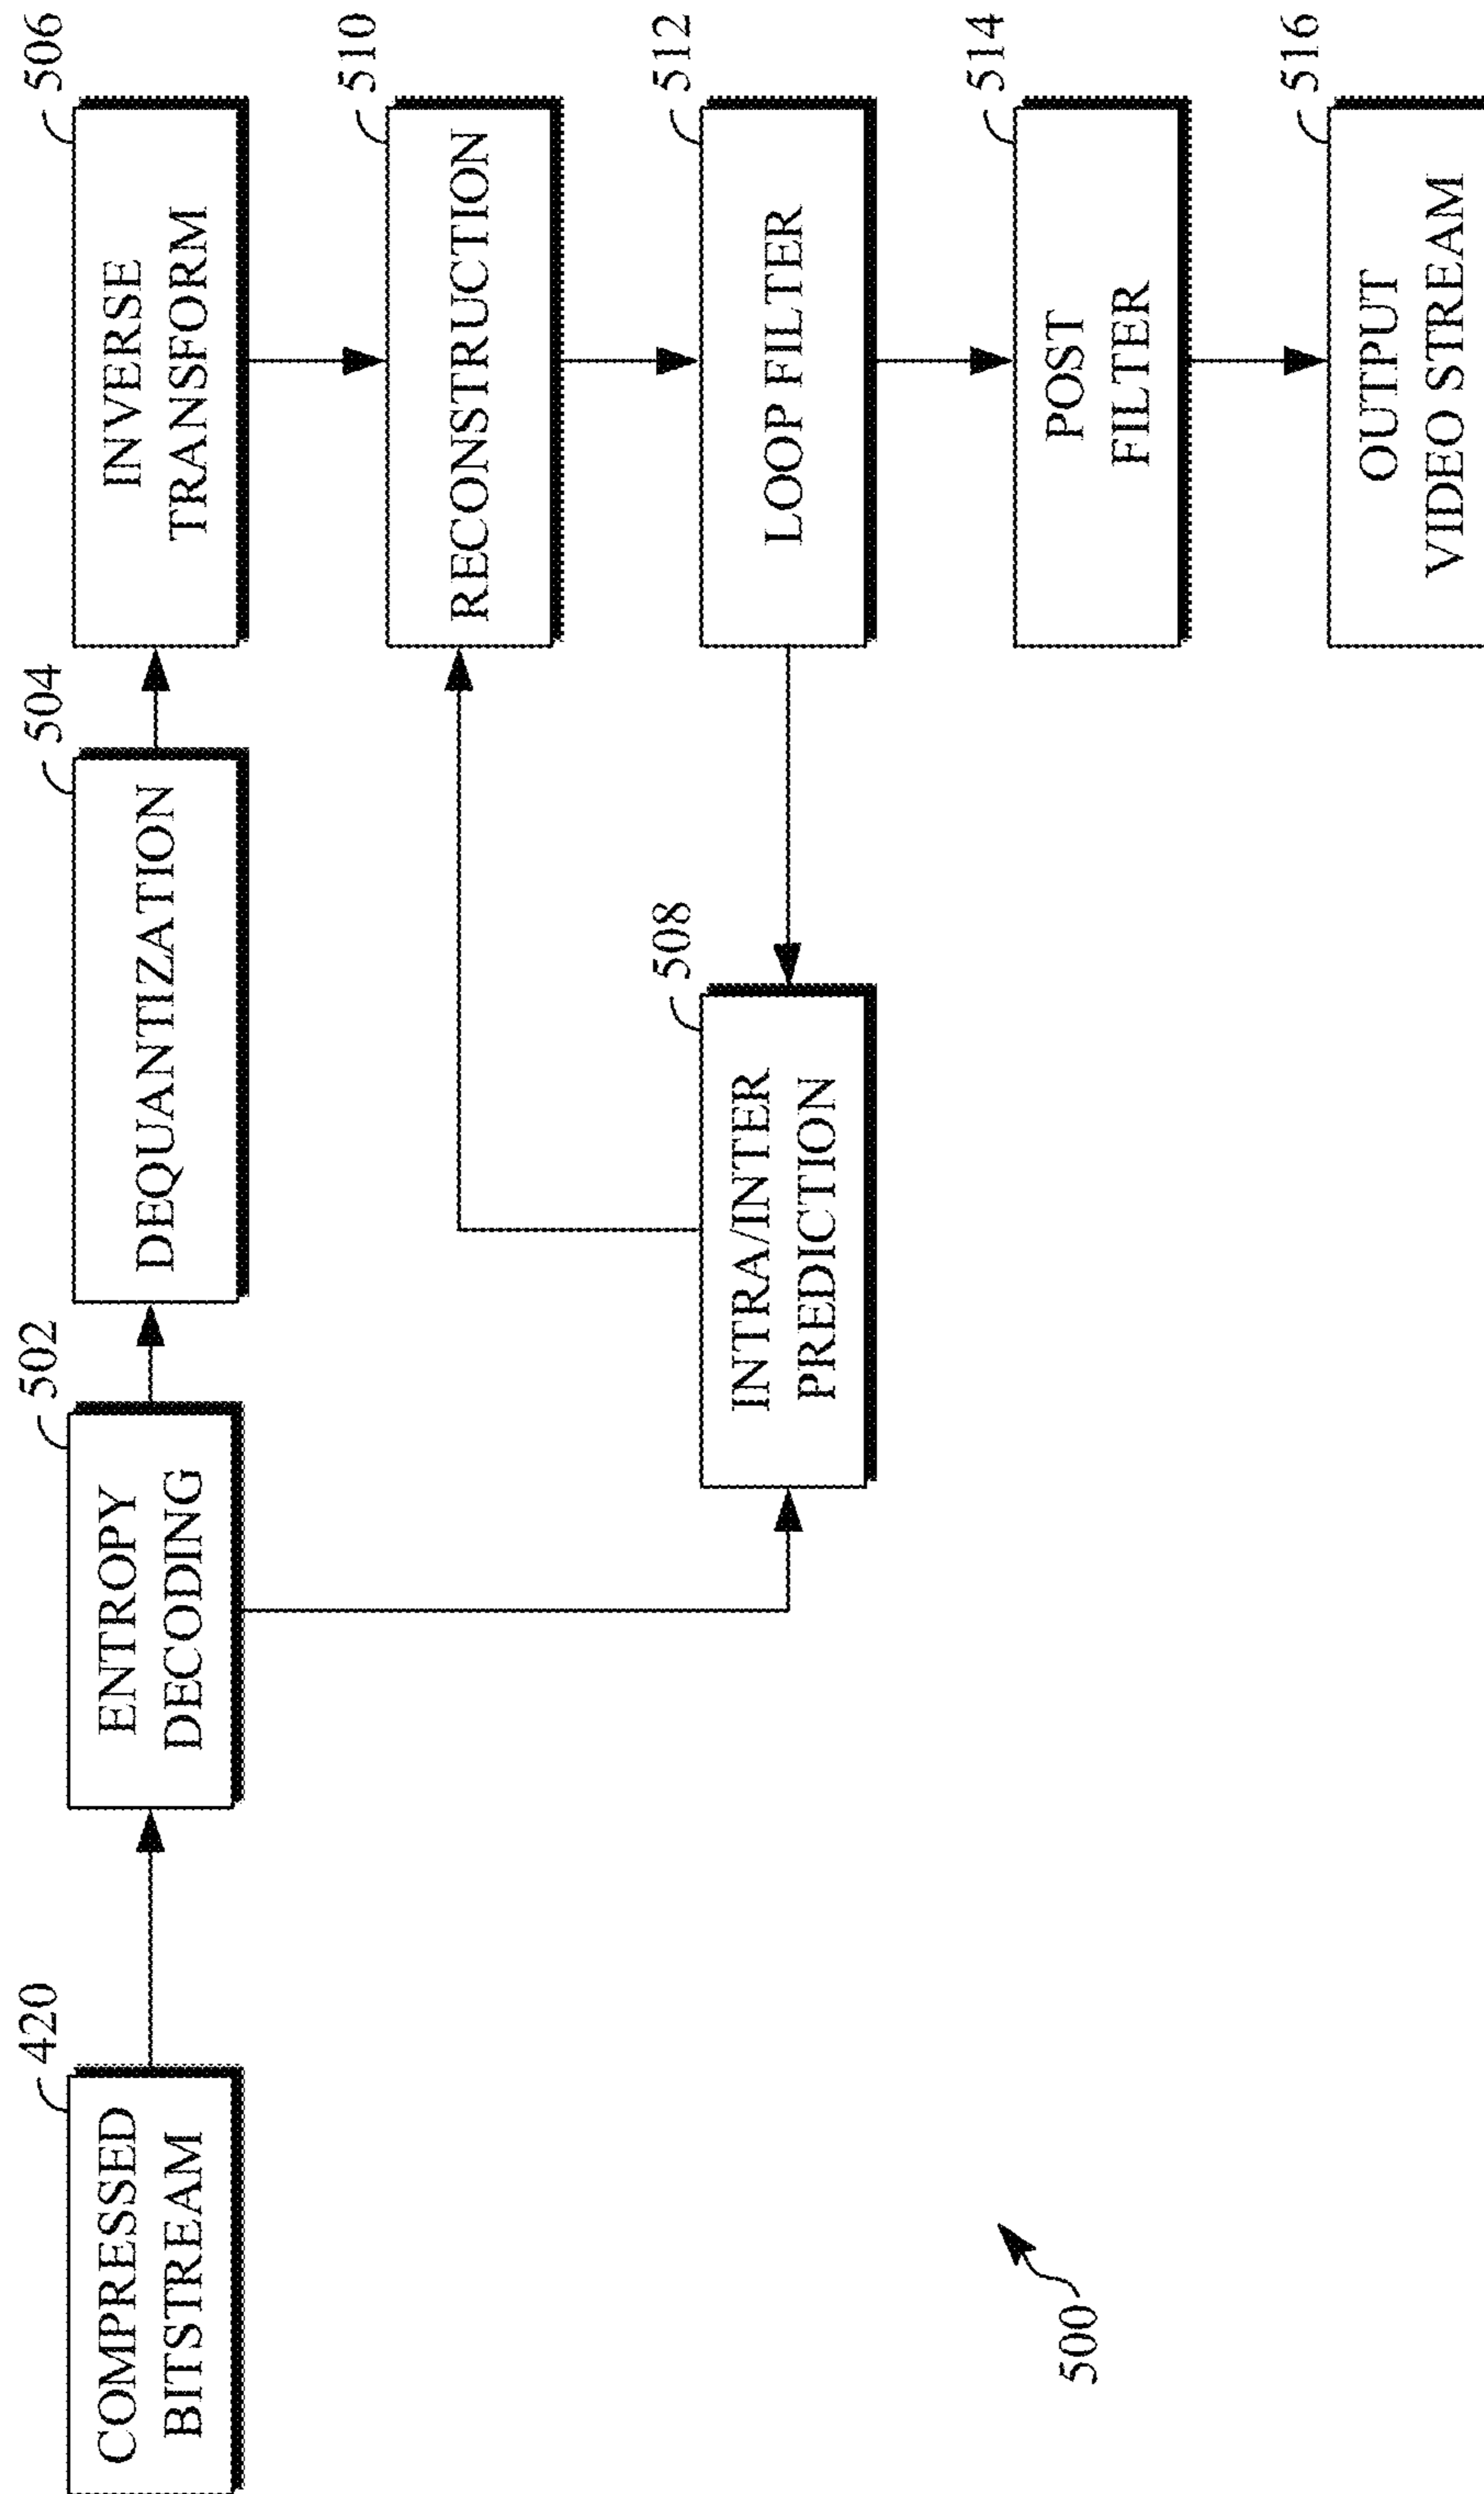 420
COMPRESSED
BITSTREAM
502
ENTROPY
DECODING
504
DEQUANTIZATION
506
INVERSE
TRANSFORM
510
RECONSTRUCTION
508
INTRA/INTER
PREDICTION
512
LOOP FILTER
514
POST
FILTER
516
OUTPUT
VIDEO STREAM
500